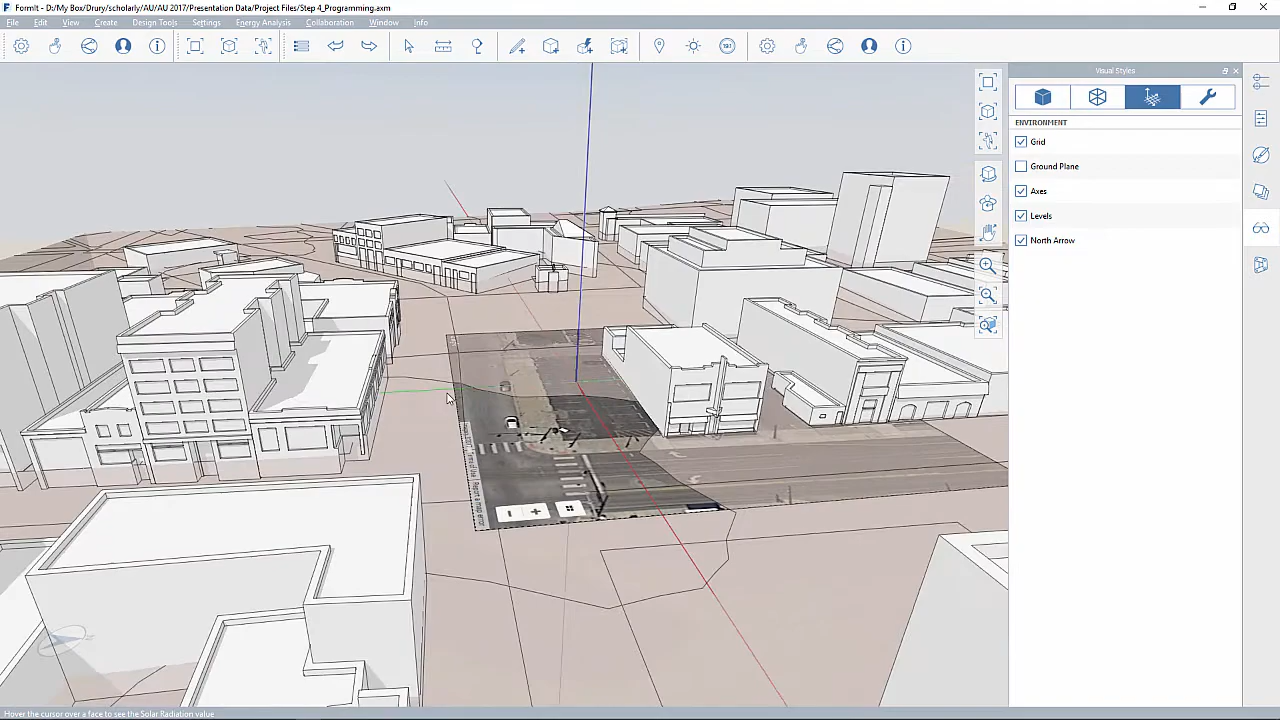 FormIt - D:/My Box/Drury/scholarly/AU/AU 2017/Presentation Data/Project Files/Step 4_Programming.axm
File Edit View Create Design Tools Settings Energy Analysis Collaboration Window Info
Visual Styles
ENVIRONMENT
Grid
Ground Plane
Axes
Levels
North Arrow
Hover the cursor over a face to see the Solar Radiation value